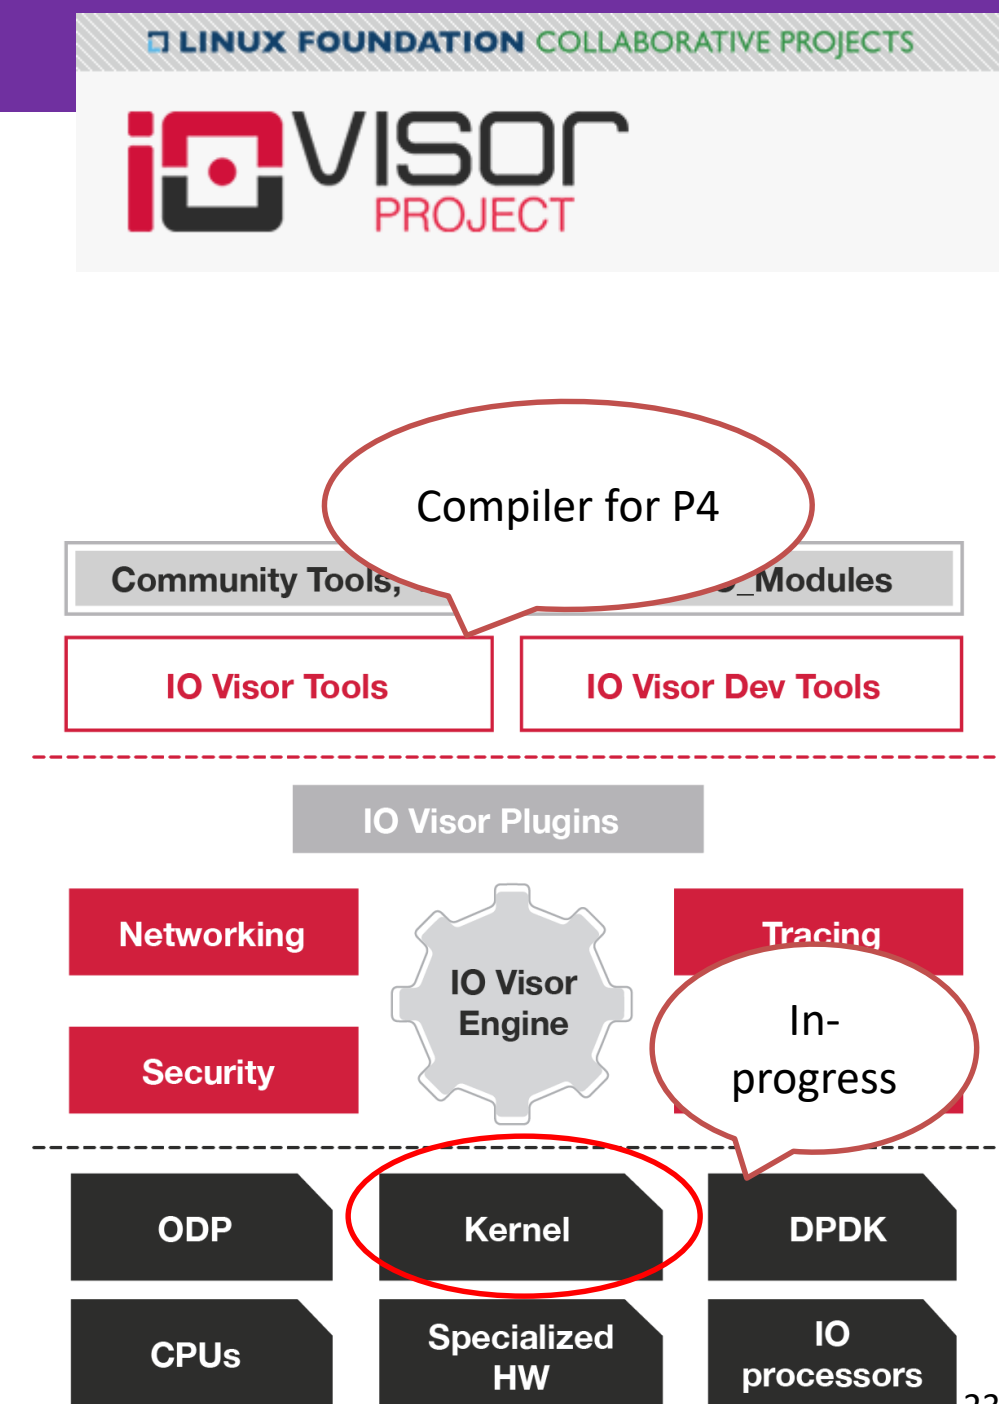 LINUX FOUNDATION COLLABORATIVE PROJECTS
iO VISOr
PROJECT
Compiler for P4
Community Tools,
_Modules
IO Visor Tools
IO Visor Dev Tools
IO Visor Plugins
Networking
Tracing
IO Visor
Engine
In-
progress
Security
ODP
Kernel
DPDK
CPUs
Specialized
HW
IO
processors